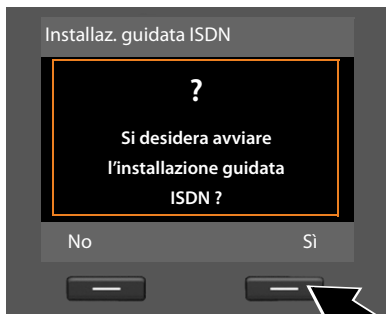 Installaz. guidata ISDN
?
Si desidera avviare
l’installazione guidata
ISDN ?
No Sì